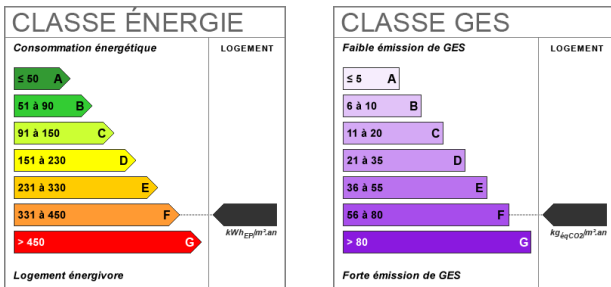 CLASSE ÉNERGIE
Consommation énergétique
LOGEMENT
≤ 50 A
51 à 90 B
91 à 150 C
151 à 230 D
231 à 330 E
331 à 450 F
> 450 G
kWhEP/m².an
Logement énergivore
CLASSE GES
Faible émission de GES
LOGEMENT
≤ 5 A
6 à 10 B
11 à 20 C
21 à 35 D
36 à 55 E
56 à 80 F
> 80 G
kgéqCO2/m².an
Forte émission de GES